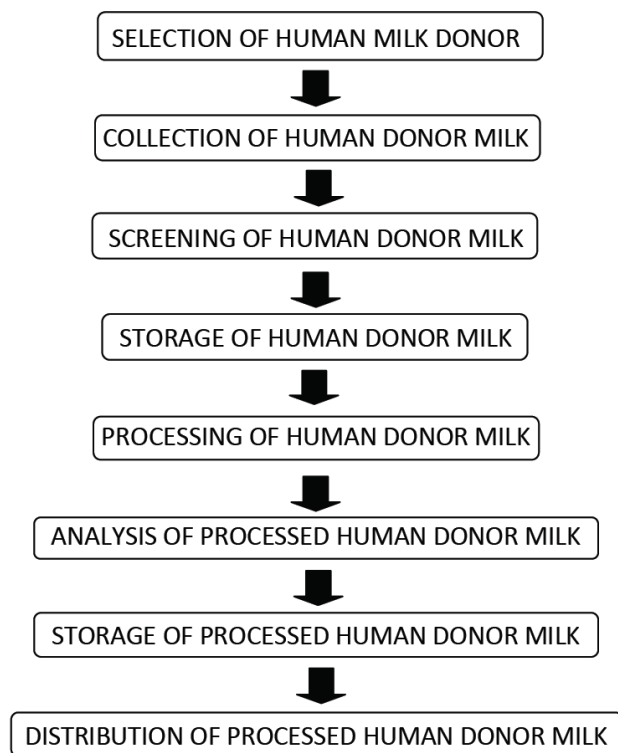 SELECTION OF HUMAN MILK DONOR
COLLECTION OF HUMAN DONOR MILK
SCREENING OF HUMAN DONOR MILK
STORAGE OF HUMAN DONOR MILK
PROCESSING OF HUMAN DONOR MILK
ANALYSIS OF PROCESSED HUMAN DONOR MILK
STORAGE OF PROCESSED HUMAN DONOR MILK
DISTRIBUTION OF PROCESSED HUMAN DONOR MILK